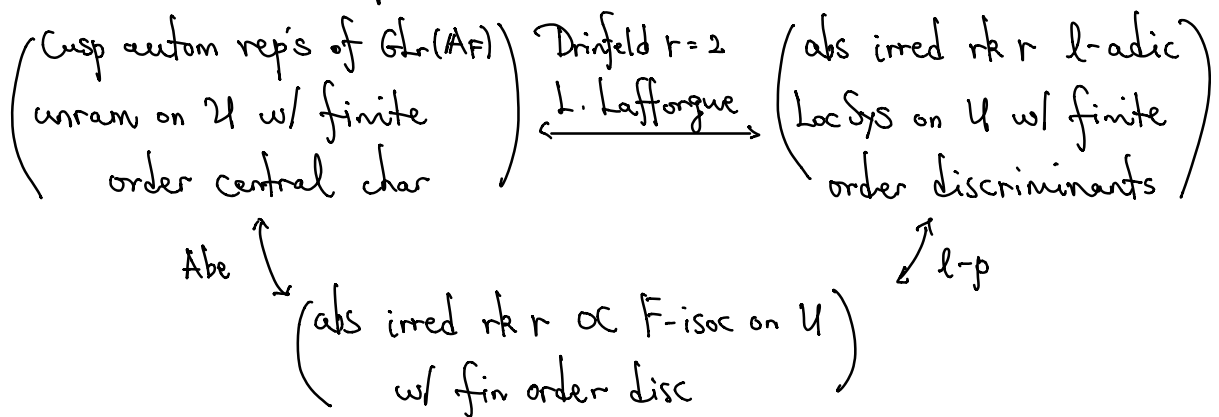 (Cusp autom rep's of GLr(𝔸F)
unram on U w/ finite
order central char)
Drinfeld r=2
L. Lafforgue
(abs irred rk r l-adic
LocSys on U w/ finite
order discriminants)
Abe
l-p
(abs irred rk r OC F-isoc on U
w/ fin order disc)